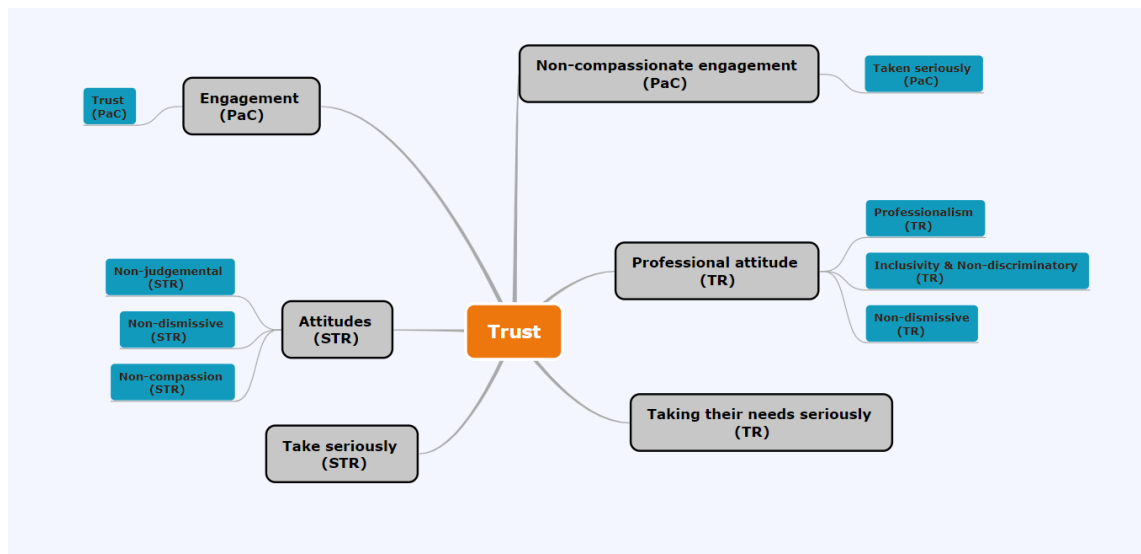 Non-compassionate engagement
(PaC)
Taken seriously
(PaC)
Engagement
(PaC)
Trust
(PaC)
Professionalism
(TR)
Professional attitude
(TR)
Inclusivity & Non-discriminatory
(TR)
Non-dismissive
(TR)
Non-judgemental
(STR)
Attitudes
(STR)
Non-dismissive
(STR)
Non-compassion
(STR)
Trust
Taking their needs seriously
(TR)
Take seriously
(STR)